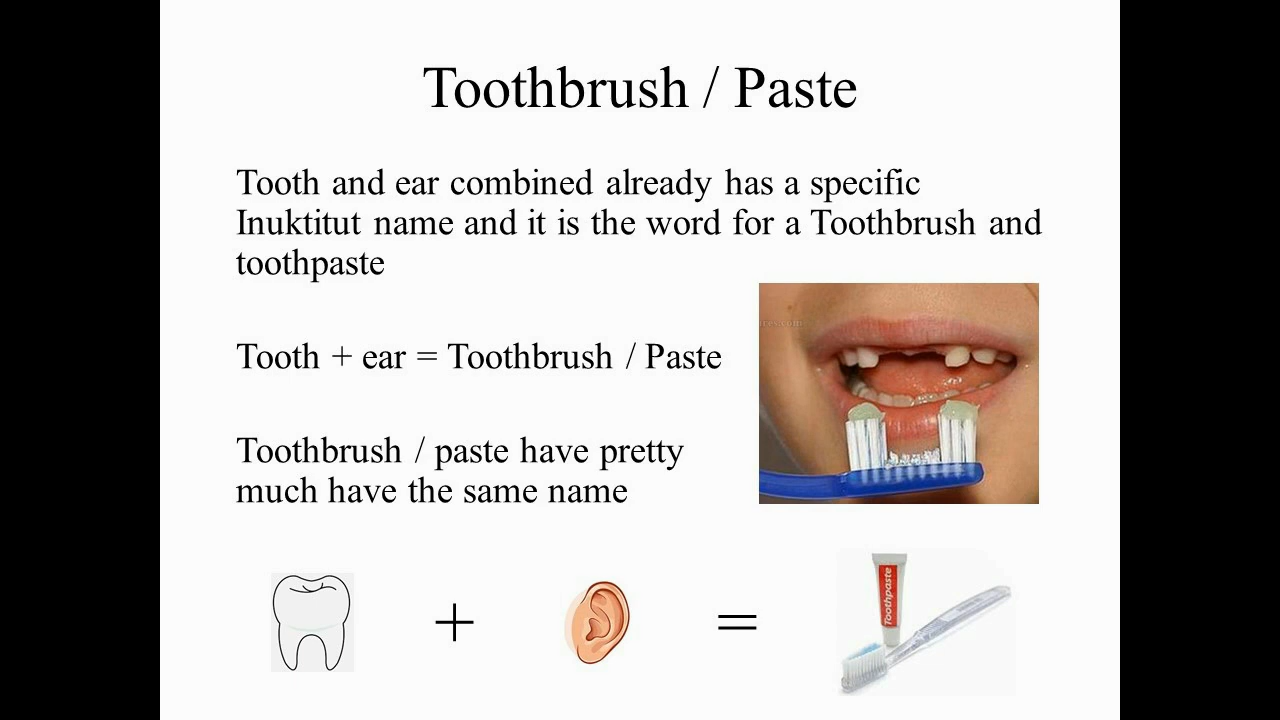 Toothbrush / Paste
Tooth and ear combined already has a specific
Inuktitut name and it is the word for a Toothbrush and
toothpaste
Tooth + ear = Toothbrush / Paste
Toothbrush / paste have pretty
much have the same name
+
=
Toothpaste